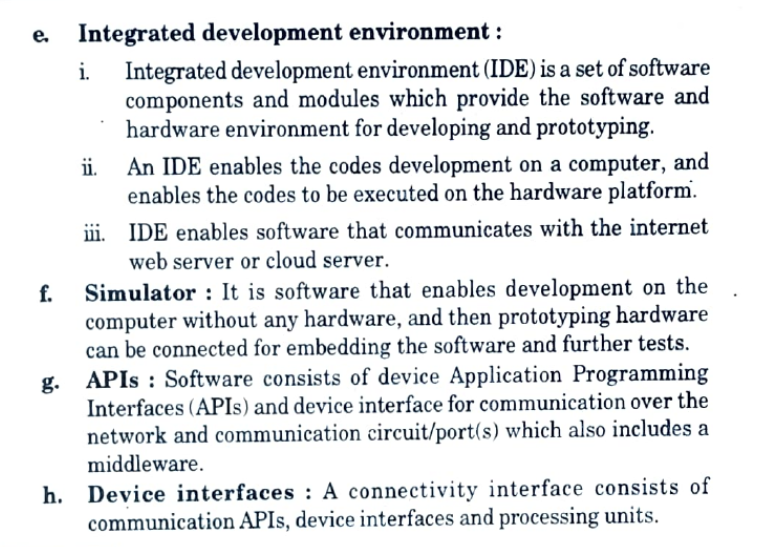 e. Integrated development environment :
i. Integrated development environment (IDE) is a set of software
components and modules which provide the software and
hardware environment for developing and prototyping.
ii. An IDE enables the codes development on a computer, and
enables the codes to be executed on the hardware platform.
iii. IDE enables software that communicates with the internet
web server or cloud server.
f. Simulator : It is software that enables development on the
computer without any hardware, and then prototyping hardware
can be connected for embedding the software and further tests.
g. APIs : Software consists of device Application Programming
Interfaces (APIs) and device interface for communication over the
network and communication circuit/port(s) which also includes a
middleware.
h. Device interfaces : A connectivity interface consists of
communication APIs, device interfaces and processing units.